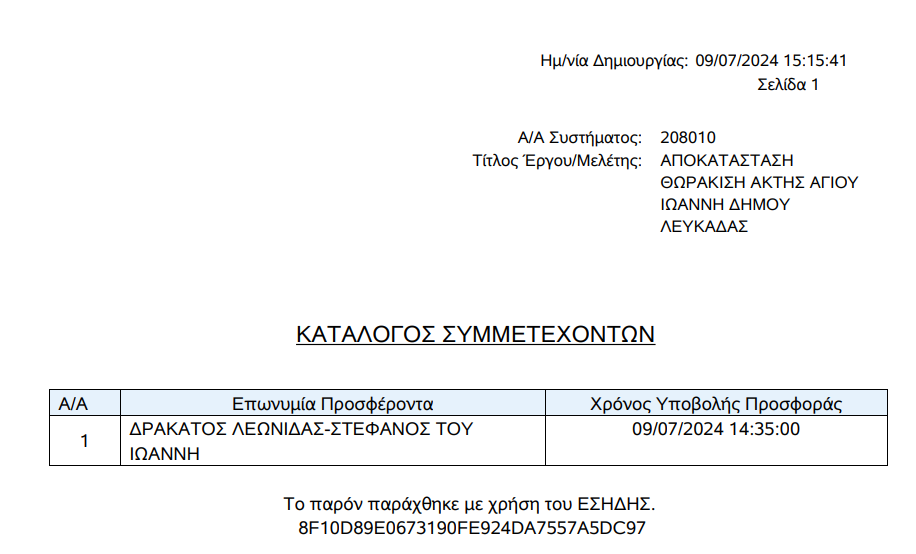 Ημ/νία Δημιουργίας: 09/07/2024 15:15:41
Σελίδα 1
Α/Α Συστήματος: 208010
Τίτλος Έργου/Μελέτης: ΑΠΟΚΑΤΑΣΤΑΣΗ
ΘΩΡΑΚΙΣΗ ΑΚΤΗΣ ΑΓΙΟΥ
ΙΩΑΝΝΗ ΔΗΜΟΥ
ΛΕΥΚΑΔΑΣ
ΚΑΤΑΛΟΓΟΣ ΣΥΜΜΕΤΕΧΟΝΤΩΝ
Α/Α Επωνυμία Προσφέροντα Χρόνος Υποβολής Προσφοράς
1 ΔΡΑΚΑΤΟΣ ΛΕΩΝΙΔΑΣ-ΣΤΕΦΑΝΟΣ ΤΟΥ 09/07/2024 14:35:00
ΙΩΑΝΝΗ
Το παρόν παράχθηκε με χρήση του ΕΣΗΔΗΣ.
8F10D89E0673190FE924DA7557A5DC97